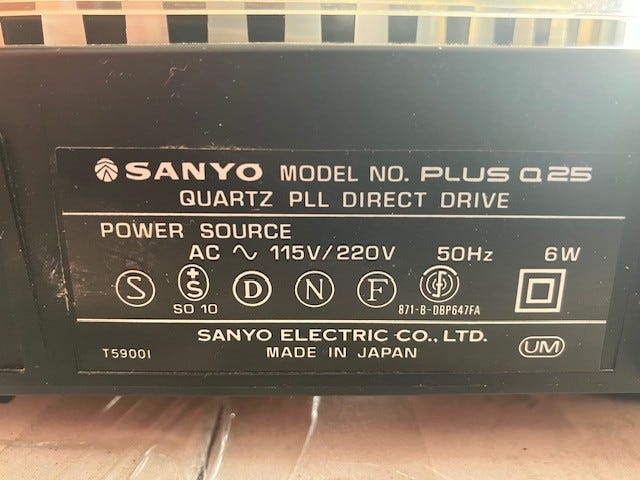 SANYO MODEL NO. PLUS Q25
QUARTZ PLL DIRECT DRIVE
POWER SOURCE
AC ∿ 115V/220V 50Hz 6W
S +S D N F
SO 10 871-B-DBP647FA
SANYO ELECTRIC CO., LTD.
T59001 MADE IN JAPAN UM